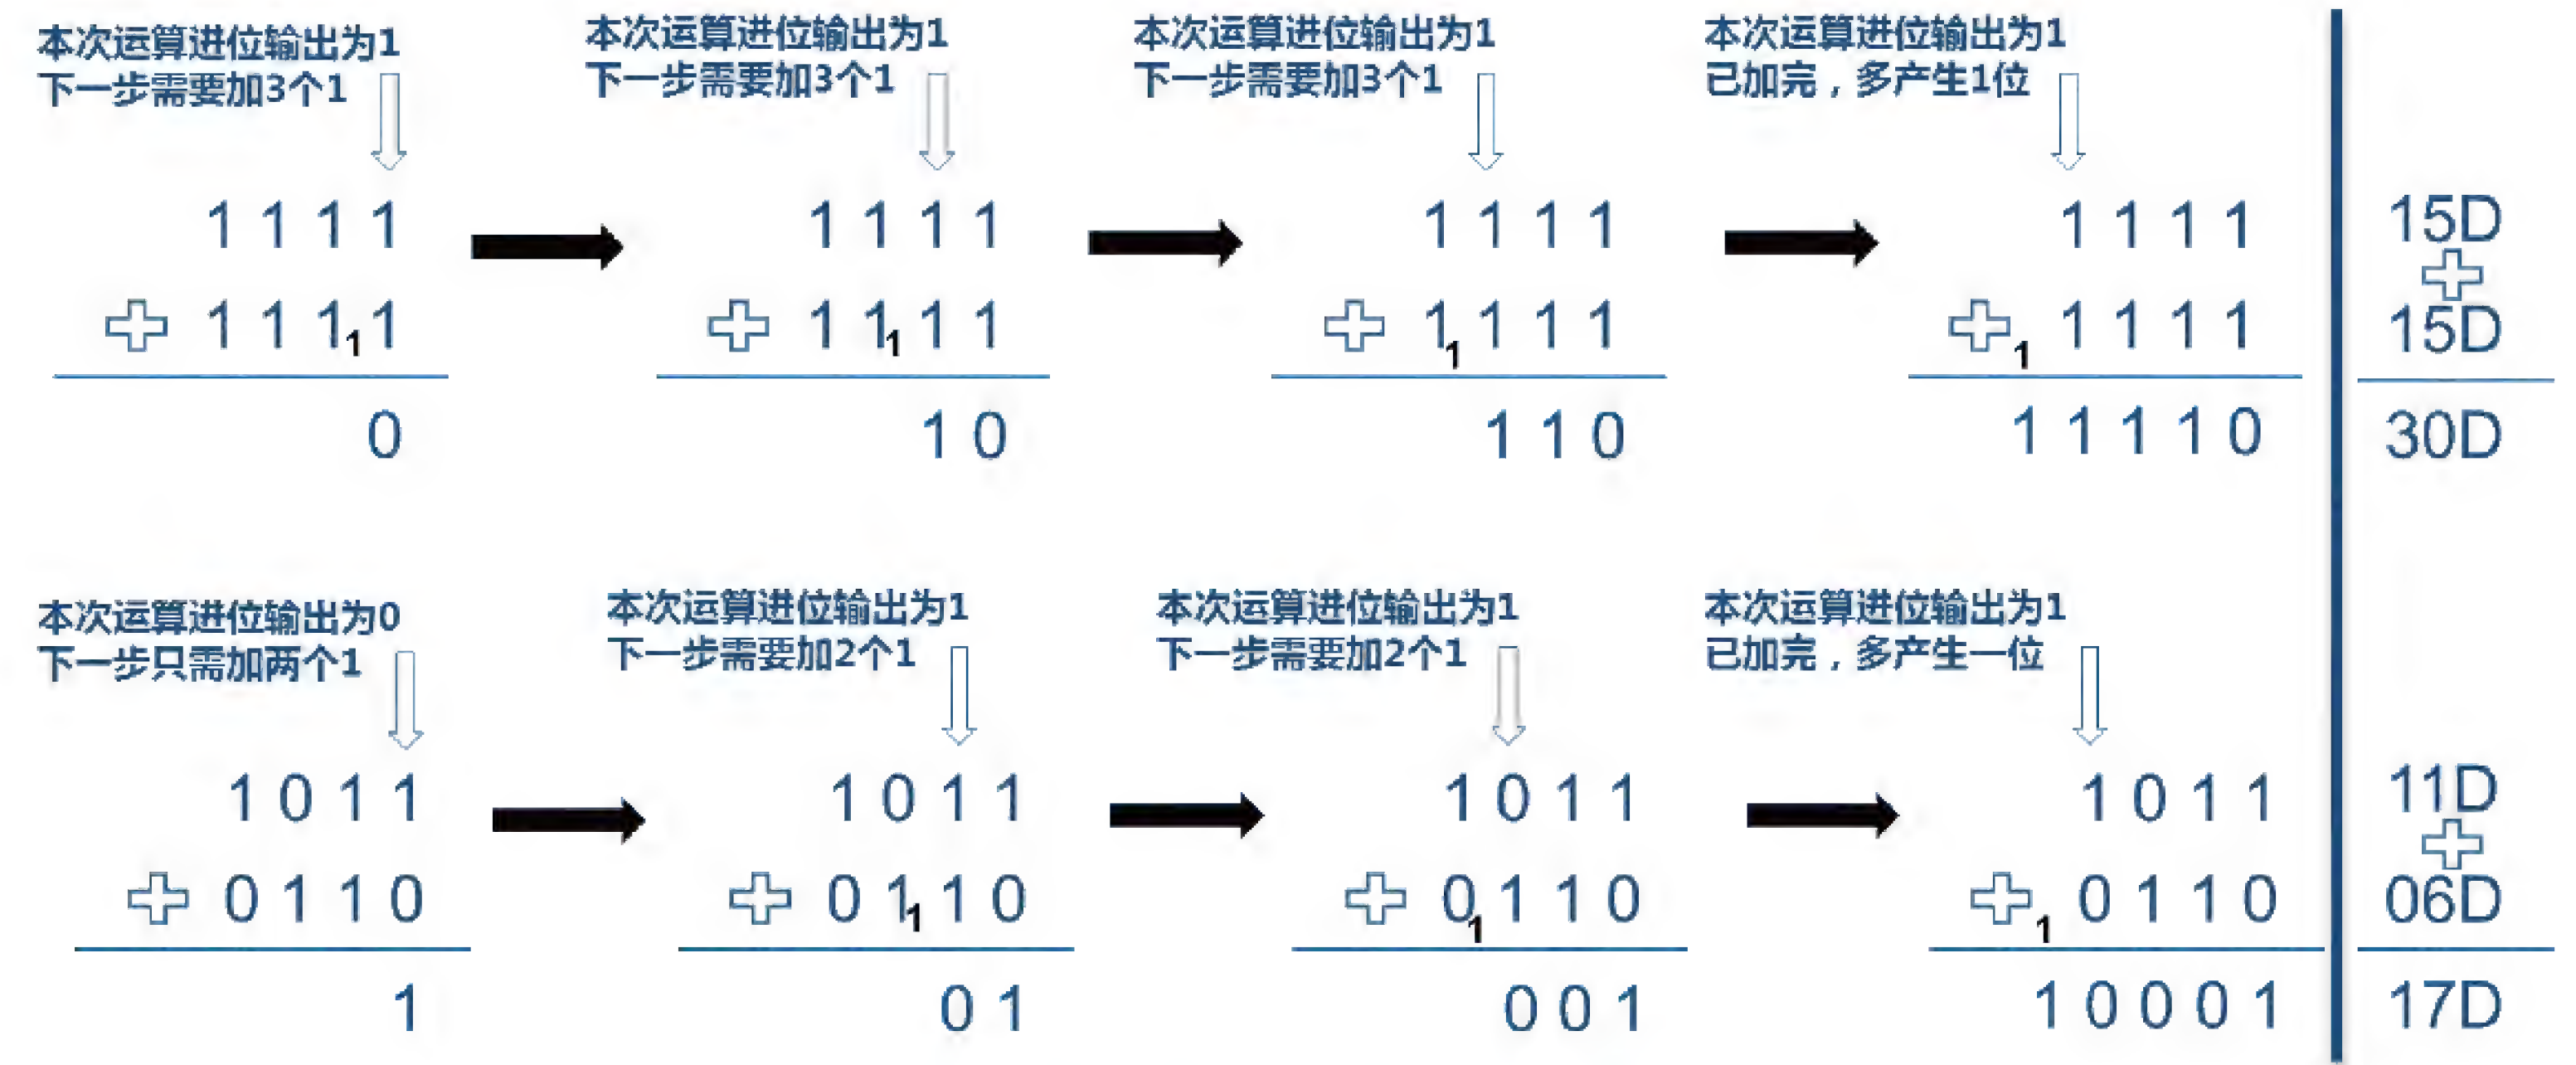 本次运算进位输出为1
下一步需要加3个1
本次运算进位输出为1
下一步需要加3个1
本次运算进位输出为1
下一步需要加3个1
本次运算进位输出为1
已加完，多产生1位
1 1 1 1
1 1 1 1
1 1 1 1
1 1 1 1
15D
+
+ 1 1 1 1 1
+ 1 1 1 1 1
+ 1 1 1 1 1
+ 1 1 1 1 1
15D
0
1 0
1 1 0
1 1 1 1 0
30D
本次运算进位输出为0
下一步只需加两个1
本次运算进位输出为1
下一步需要加2个1
本次运算进位输出为1
下一步需要加2个1
本次运算进位输出为1
已加完，多产生一位
1 0 1 1
1 0 1 1
1 0 1 1
1 0 1 1
11D
+
+ 0 1 1 0
+ 0 1 1 1 0
+ 0 1 1 1 0
+ 1 0 1 1 0
06D
1
0 1
0 0 1
1 0 0 0 1
17D